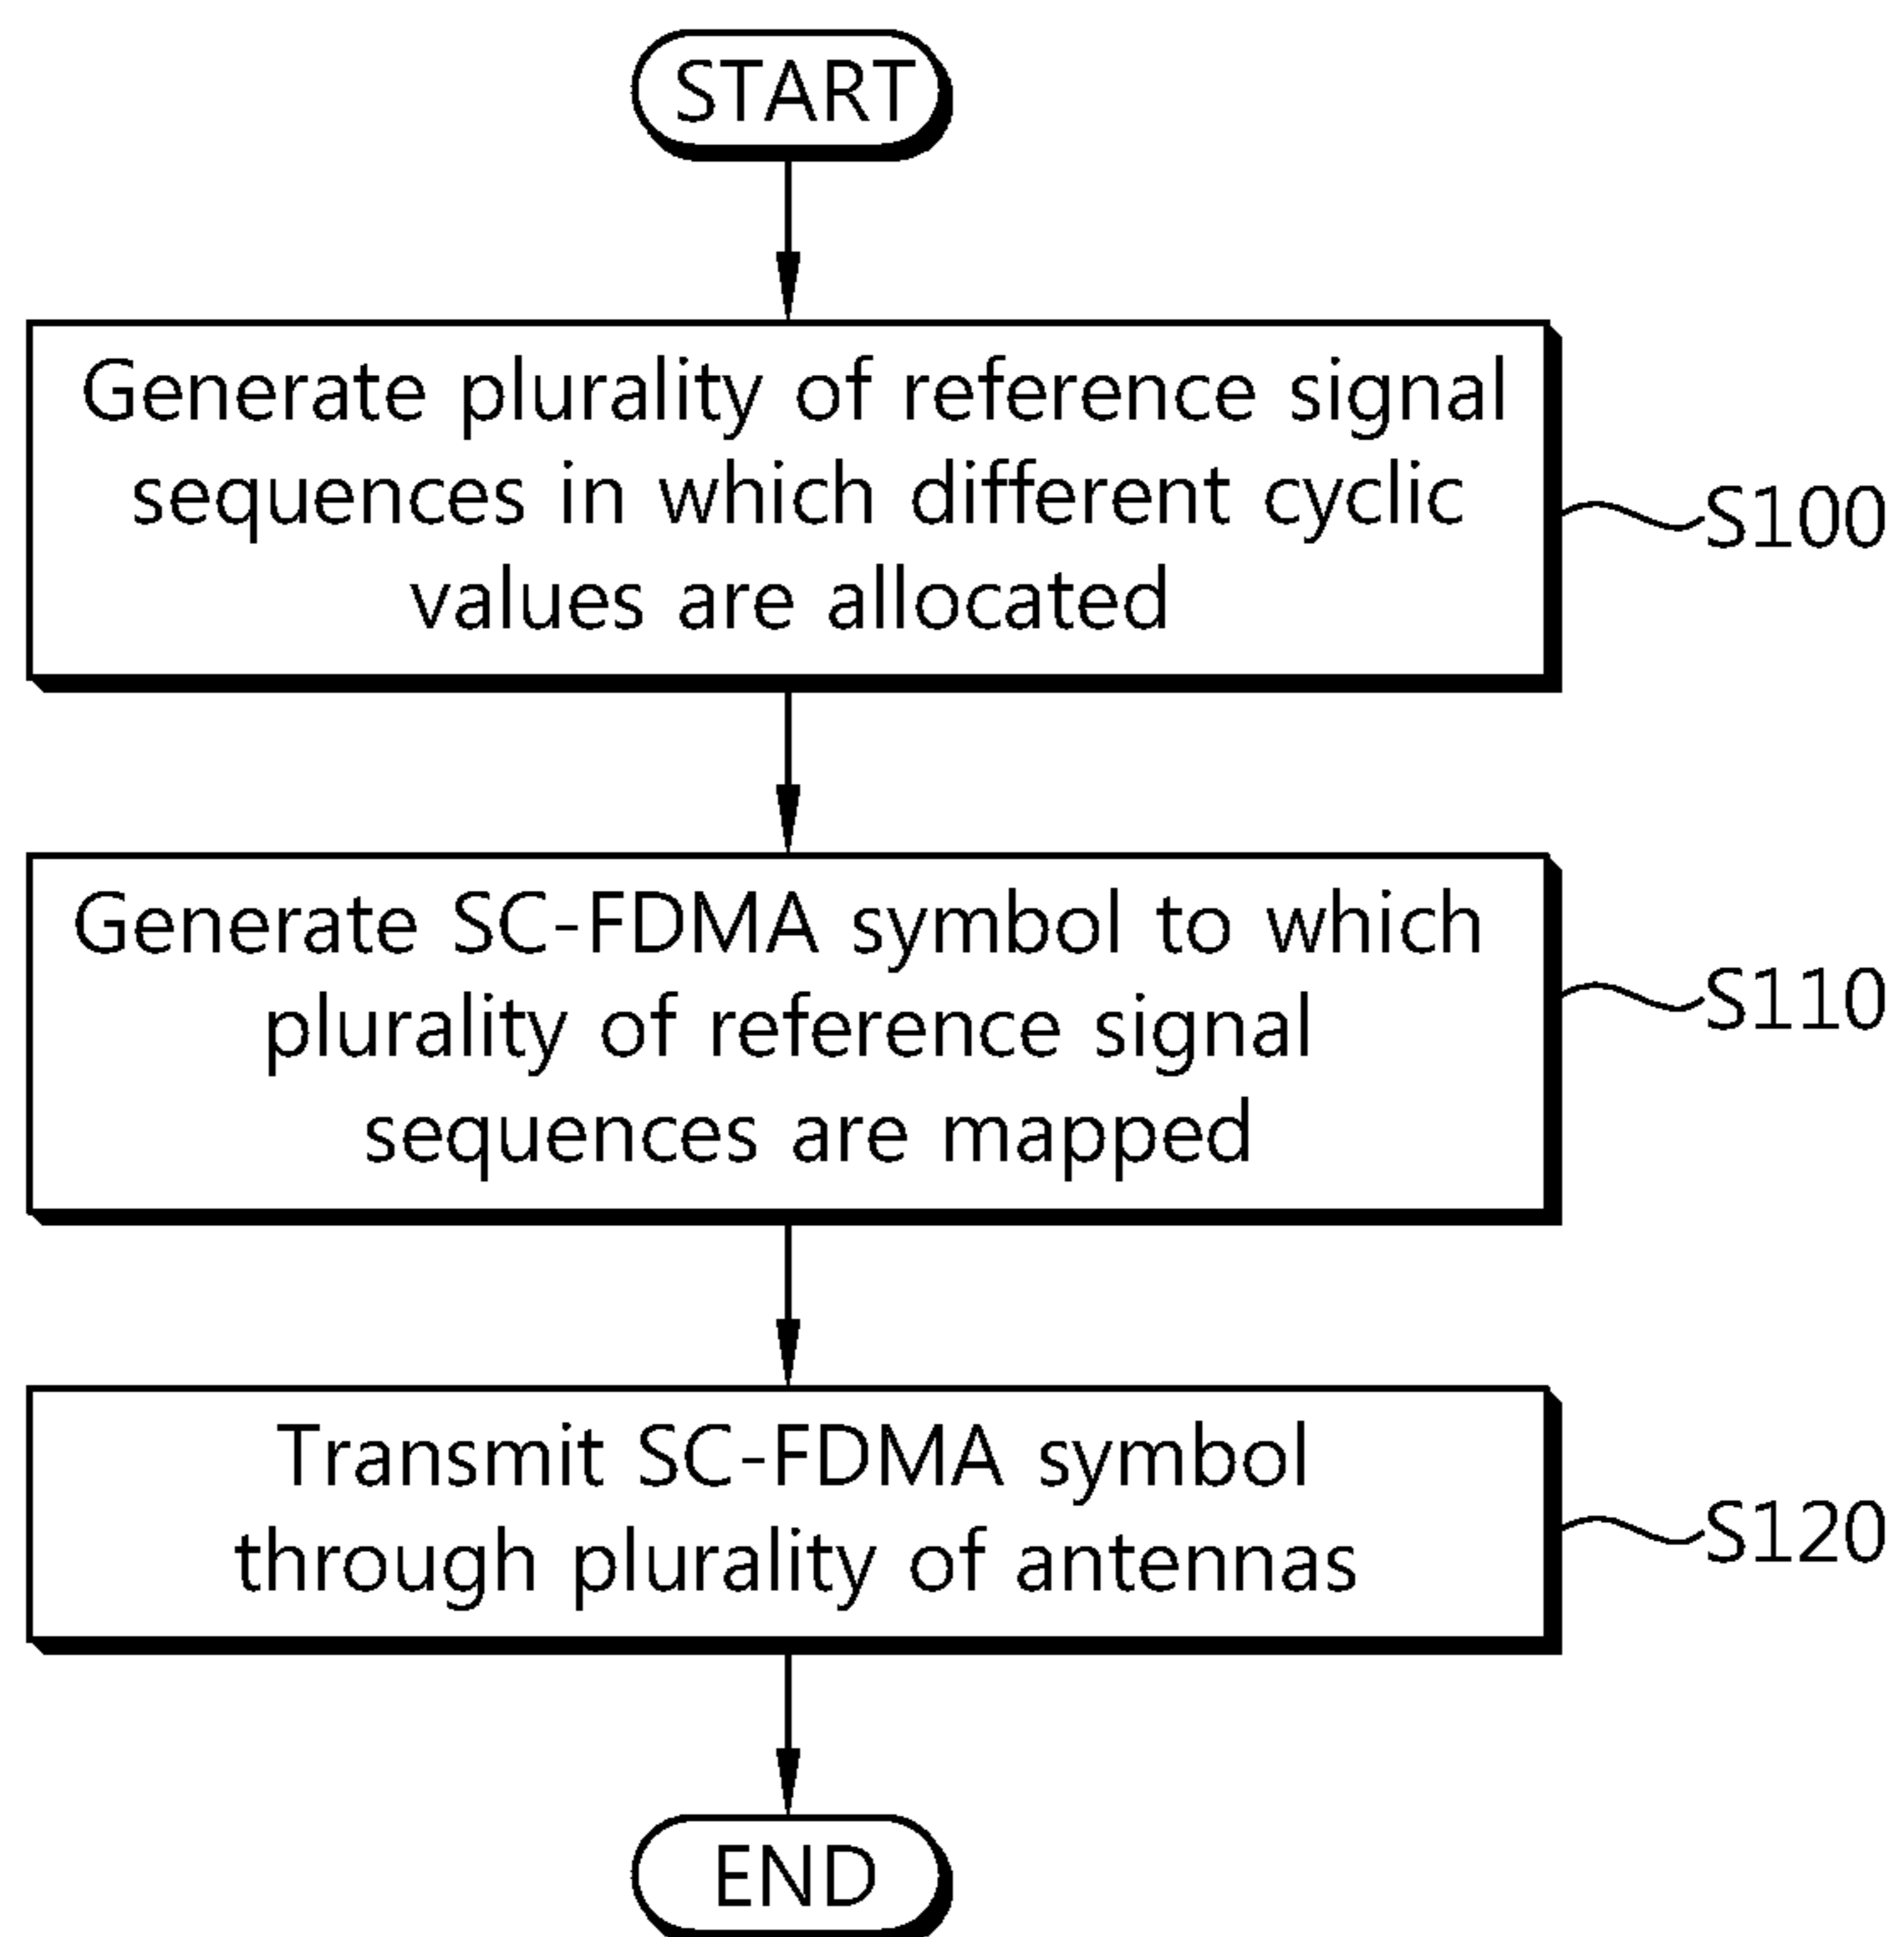 START
Generate plurality of reference signal
sequences in which different cyclic
values are allocated
S100
Generate SC-FDMA symbol to which
plurality of reference signal
sequences are mapped
S110
Transmit SC-FDMA symbol
through plurality of antennas
S120
END